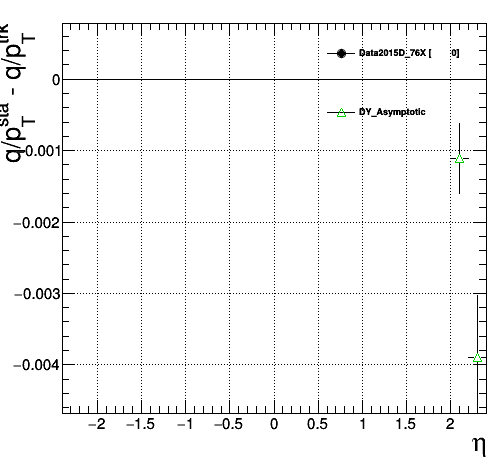 q/p_T^sta - q/p_T^trk
Data2015D_76X [ 0]
DY_Asymptotic
0
−0.001
−0.002
−0.003
−0.004
−2 −1.5 −1 −0.5 0 0.5 1 1.5 2
η